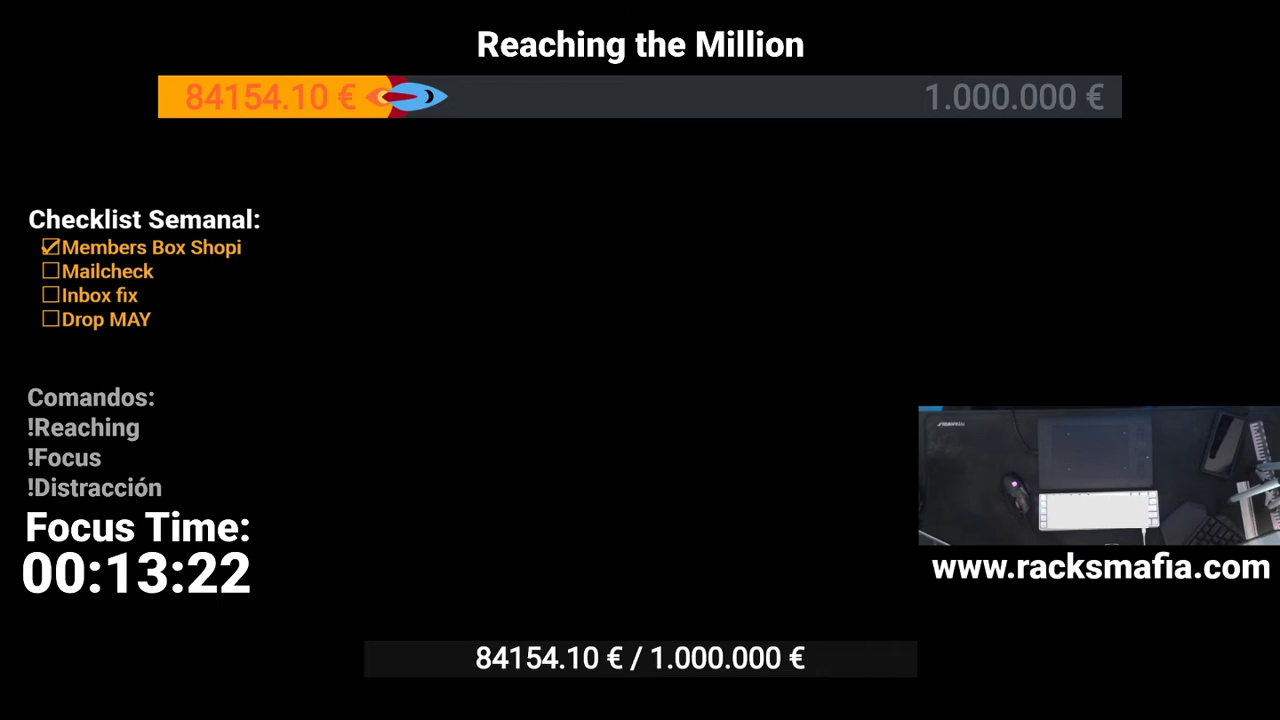 Reaching the Million
84154.10 €
1.000.000 €
Checklist Semanal:
☑Members Box Shopi
☐Mailcheck
☐Inbox fix
☐Drop MAY
Comandos:
!Reaching
!Focus
!Distracción
Focus Time:
00:13:22
www.racksmafia.com
84154.10 € / 1.000.000 €